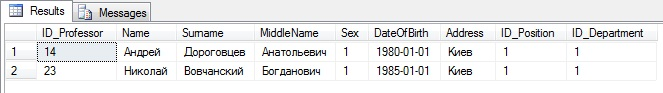 Results Messages
ID_Professor Name Surname MiddleName Sex DateOfBirth Address ID_Position ID_Department
1 14 Андрей Дороговцев Анатольевич 1 1980-01-01 Киев 1 1
2 23 Николай Вовчанский Богданович 1 1985-01-01 Киев 1 1